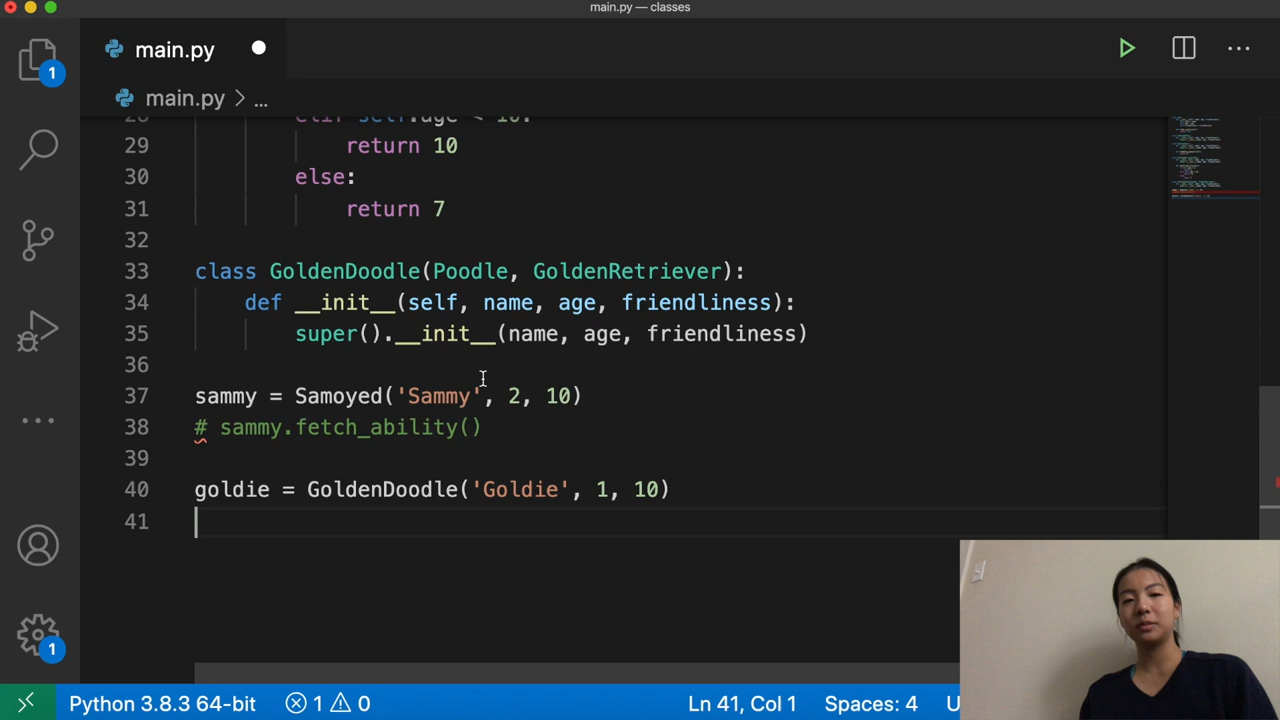 main.py — classes
main.py
main.py > ...
28 elif self.age < 10:
29 return 10
30 else:
31 return 7
32
33 class GoldenDoodle(Poodle, GoldenRetriever):
34 def __init__(self, name, age, friendliness):
35 super().__init__(name, age, friendliness)
36
37 sammy = Samoyed('Sammy', 2, 10)
38 # sammy.fetch_ability()
39
40 goldie = GoldenDoodle('Goldie', 1, 10)
41
1
1
Python 3.8.3 64-bit 1 0 Ln 41, Col 1 Spaces: 4